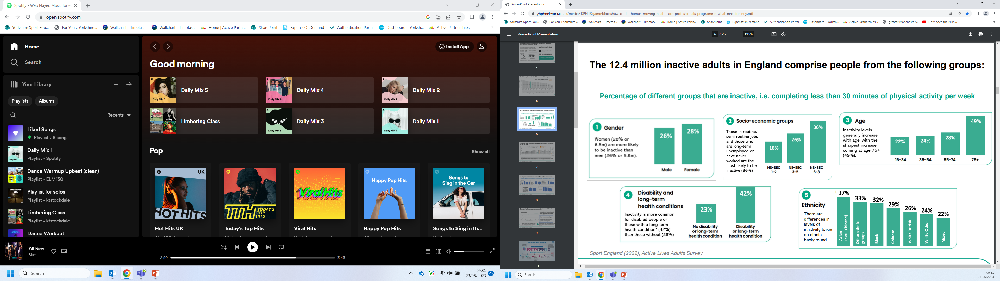 Spotify - Web Player: Music for e
open.spotify.com
Yorkshire Sport Fou...
For You :: Yorkshire...
Wallchart - Timetas...
Wallchart - Timetas...
Home | Active Partn...
SharePoint
ExpenseOnDemand
Authentication Portal
Dashboard – Yorksh...
Active Partnerships...
Home
Search
Your Library
Playlists
Albums
Recents
Liked Songs
Playlist • 8 songs
Daily Mix 1
Playlist • Spotify
Dance Warmup Upbeat (clean)
Playlist • ELM130
Playlist for solos
Playlist • ktstockdale
Limbering Class
Playlist • ktstockdale
Dance Workout
Install App
Good morning
Daily Mix 5
Daily Mix 5
Daily Mix 4
Daily Mix 4
Daily Mix 2
Daily Mix 2
Limbering Class
Daily Mix 3
Daily Mix 3
Daily Mix 1
Daily Mix 1
Pop
Show all
UK
HOT HITS
Hot Hits UK
TTH TODAY'S TOP HITS
Today's Top Hits
Viral Hits
Viral Hits
Happy Pop Hits
Happy Pop Hits
Songs to
Sing in the Car
Songs to Sing in th...
All Rise
Blue
2:50
3:43
Search
09:31
23/06/2023
26
PowerPoint Presentation
yhphnetwork.co.uk/media/189413/jamieblackshaw_caitlinthomas_moving-healthcare-professionals-programme-what-next-for-ney.pdf
Yorkshire Sport Fou...
For You :: Yorkshire...
Wallchart - Timetas...
Wallchart - Timetas...
Home | Active Partn...
SharePoint
ExpenseOnDemand
Authentication Portal
Dashboard – Yorksh...
Active Partnerships...
greater Manchester...
How does the NHS...
PowerPoint Presentation
6 / 26
125%
4
5
6
7
8
9
CORE20 PLUS 5
10
The 12.4 million inactive adults in England comprise people from the following groups:
Percentage of different groups that are inactive, i.e. completing less than 30 minutes of physical activity per week
1 Gender
Women (28% or
6.5m) are more likely
to be inactive than
men (26% or 5.8m).
26%
28%
Male
Female
2 Socio-economic groups
Those in routine/
semi-routine jobs
and those who
are long-term
unemployed or
have never
worked are the
most likely to be
inactive (36%)
18%
26%
36%
NS-SEC
1-2
NS-SEC
3-5
NS-SEC
6-8
3 Age
Inactivity levels
generally increase
with age, with the
sharpest increase
coming at age 75+
(49%).
22%
24%
28%
49%
16-34
35-54
55-74
75+
4 Disability and
long-term
health conditions
Inactivity is more common
for disabled people or
those with a long-term
health condition* (42%)
than those without (23%)
23%
42%
No disability
or long-term
health condition
Disability
or long-term
health condition
5
Ethnicity
There are
differences in
levels of
inactivity based
on ethnic
background.
37%
33%
32%
29%
26%
24%
22%
Asian
(excl. Chinese)
Other ethnic
groups
Black
Chinese
White British
White Other
Mixed
Sport England (2022), Active Lives Adults Survey
Search
09:31
23/06/2023